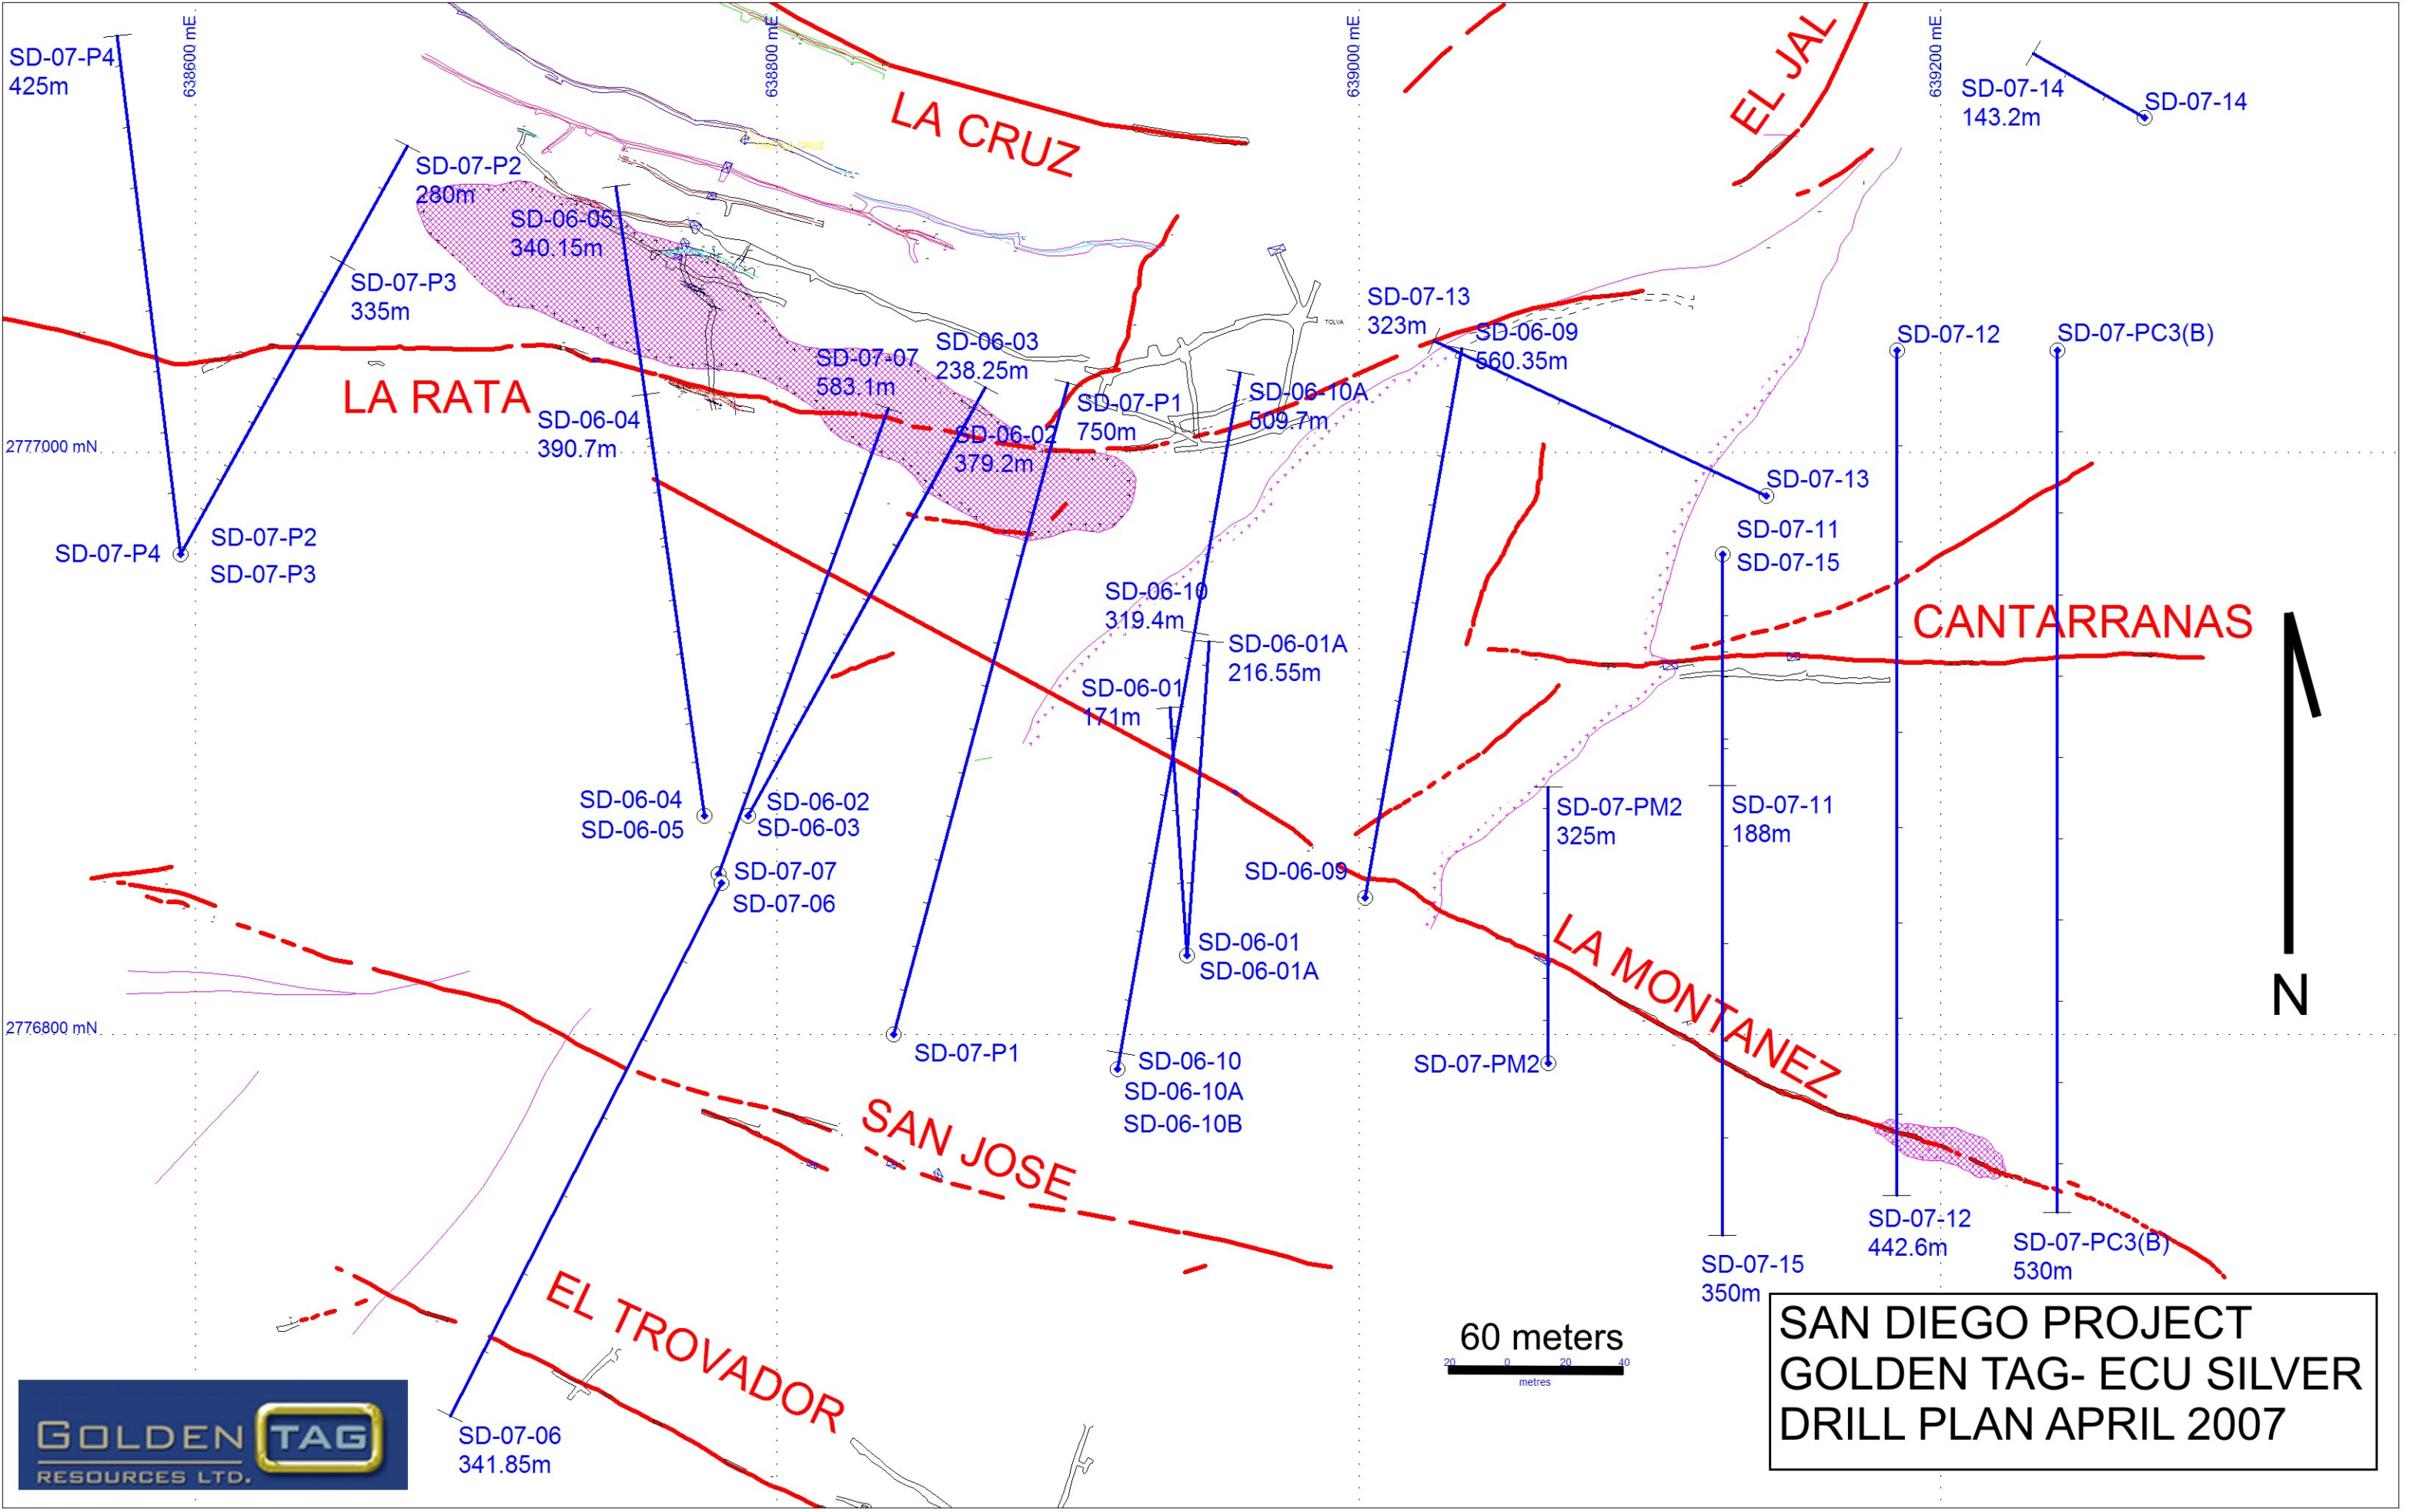 638600 mE
638800 mE
639000 mE
639200 mE
SD-07-P4
425m
LA CRUZ
EL JAL
SD-07-14
143.2m
SD-07-14
SD-07-P2
280m
SD-06-05
340.15m
SD-07-P3
335m
TOLVA
SD-07-13
323m
SD-06-09
560.35m
SD-07-12
SD-07-PC3(B)
SD-06-03
238.25m
SD-07-07
583.1m
LA RATA
SD-06-04
390.7m
SD-07-P1
750m
SD-06-10A
509.7m
SD-06-02
379.2m
2777000 mN
SD-07-13
SD-07-11
SD-07-15
SD-07-P4
SD-07-P2
SD-07-P3
SD-06-10
319.4m
CANTARRANAS
SD-06-01A
216.55m
SD-06-01
171m
SD-06-04
SD-06-05
SD-06-02
SD-06-03
SD-07-PM2
325m
SD-07-11
188m
SD-07-07
SD-07-06
SD-06-09
SD-06-01
SD-06-01A
LA MONTANEZ
N
2776800 mN
SD-07-P1
SD-06-10
SD-06-10A
SD-06-10B
SD-07-PM2
SAN JOSE
SD-07-12
442.6m
SD-07-PC3(B)
530m
SD-07-15
350m
EL TROVADOR
60 meters
20 0 20 40
metres
SD-07-06
341.85m
SAN DIEGO PROJECT
GOLDEN TAG- ECU SILVER
DRILL PLAN APRIL 2007
GOLDEN TAG
RESOURCES LTD.